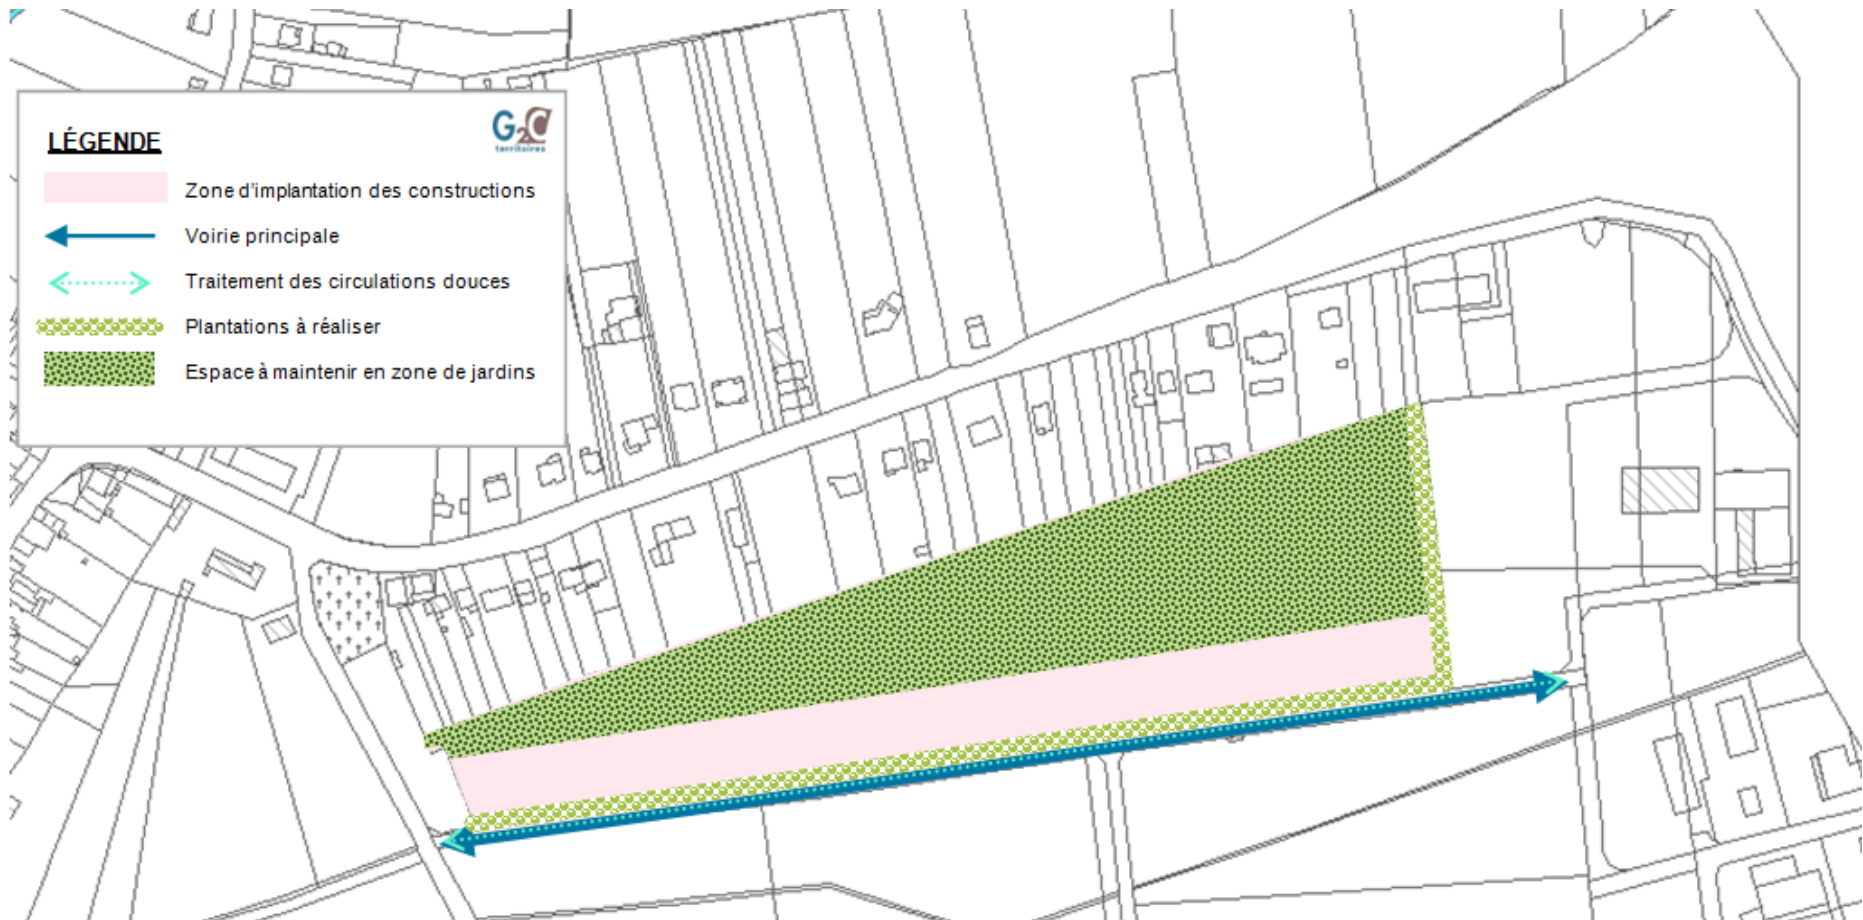 LÉGENDE
G2C
territoires
Zone d'implantation des constructions
Voirie principale
Traitement des circulations douces
Plantations à réaliser
Espace à maintenir en zone de jardins